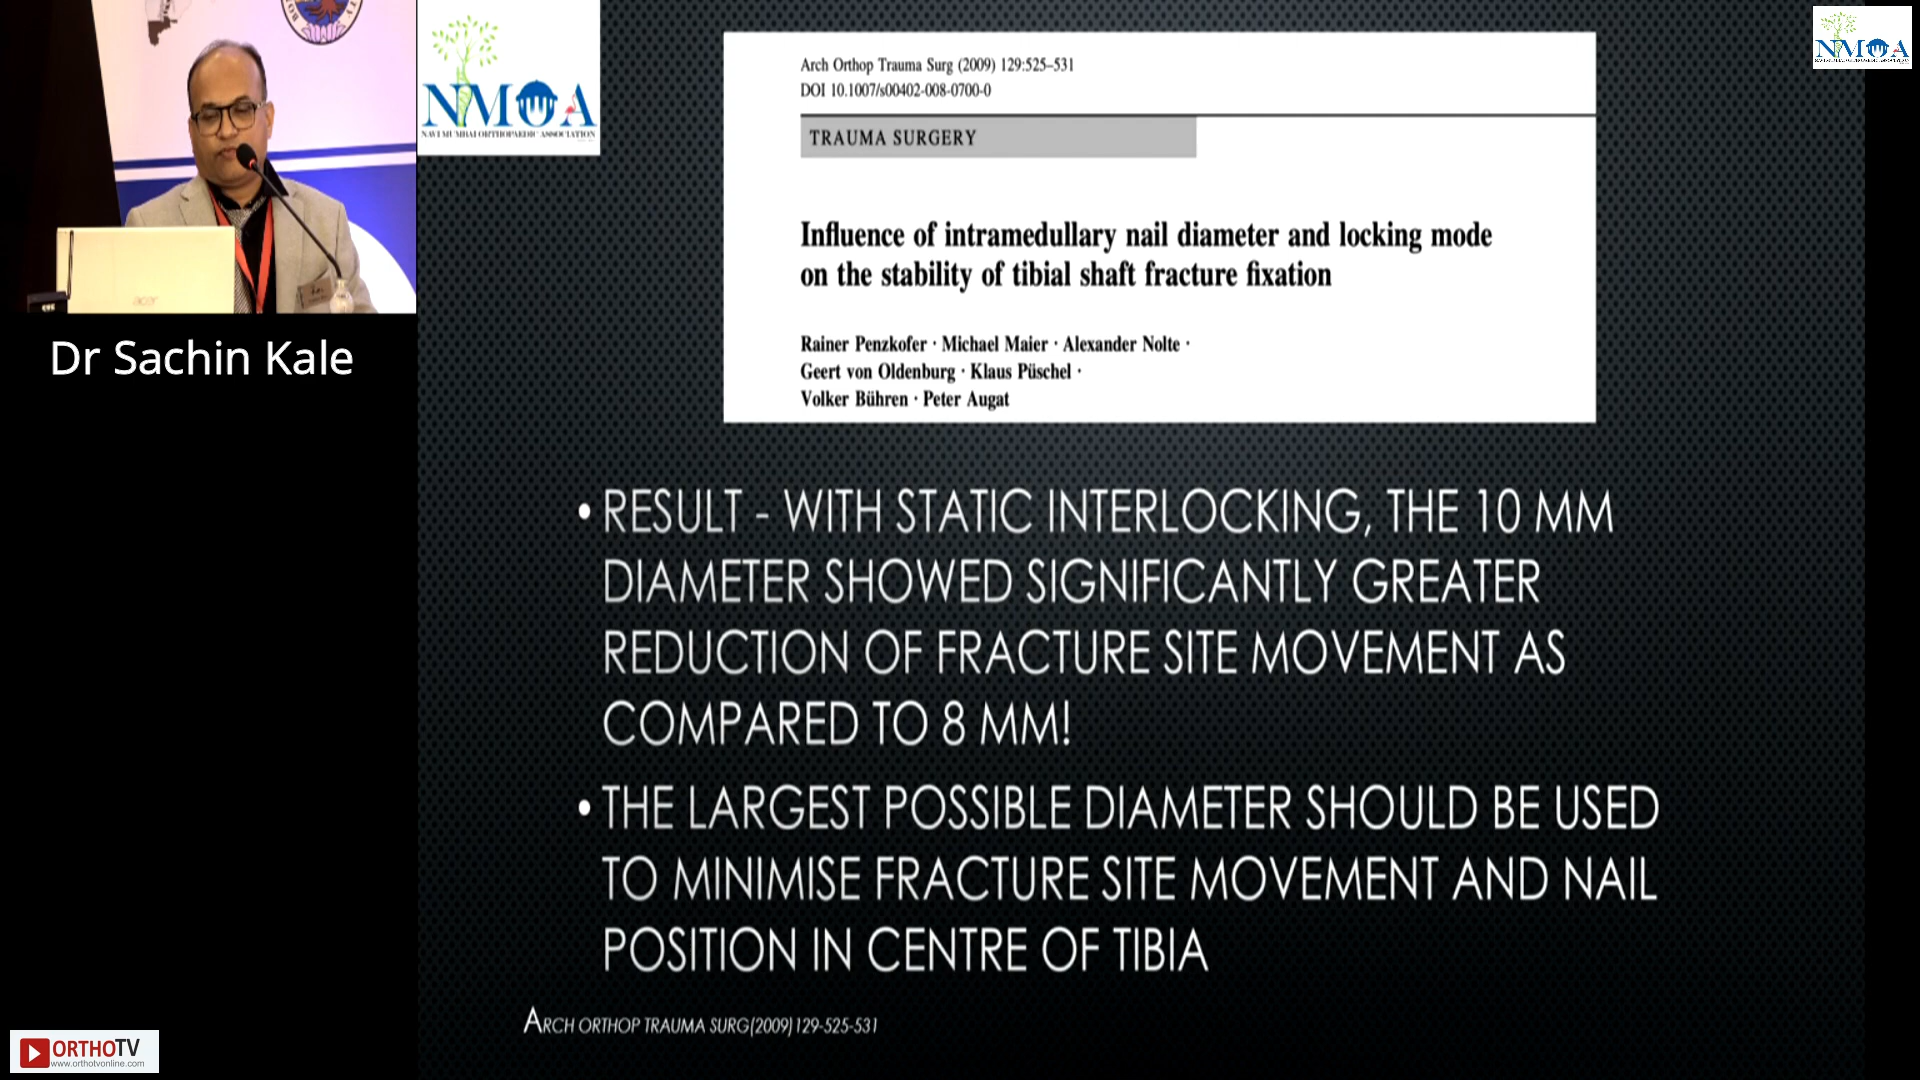 NMOA
NAVI MUMBAI ORTHOPAEDIC ASSOCIATION
NMOA
Arch Orthop Trauma Surg (2009) 129:525–531
DOI 10.1007/s00402-008-0700-0
TRAUMA SURGERY
Influence of intramedullary nail diameter and locking mode
on the stability of tibial shaft fracture fixation
Rainer Penzkofer · Michael Maier · Alexander Nolte ·
Geert von Oldenburg · Klaus Püschel ·
Volker Bühren · Peter Augat
acer
Dr Sachin Kale
• RESULT - WITH STATIC INTERLOCKING, THE 10 MM
DIAMETER SHOWED SIGNIFICANTLY GREATER
REDUCTION OF FRACTURE SITE MOVEMENT AS
COMPARED TO 8 MM!
• THE LARGEST POSSIBLE DIAMETER SHOULD BE USED
TO MINIMISE FRACTURE SITE MOVEMENT AND NAIL
POSITION IN CENTRE OF TIBIA
ARCH ORTHOP TRAUMA SURG(2009)129-525-531
ORTHOTV
www.orthotvonline.com